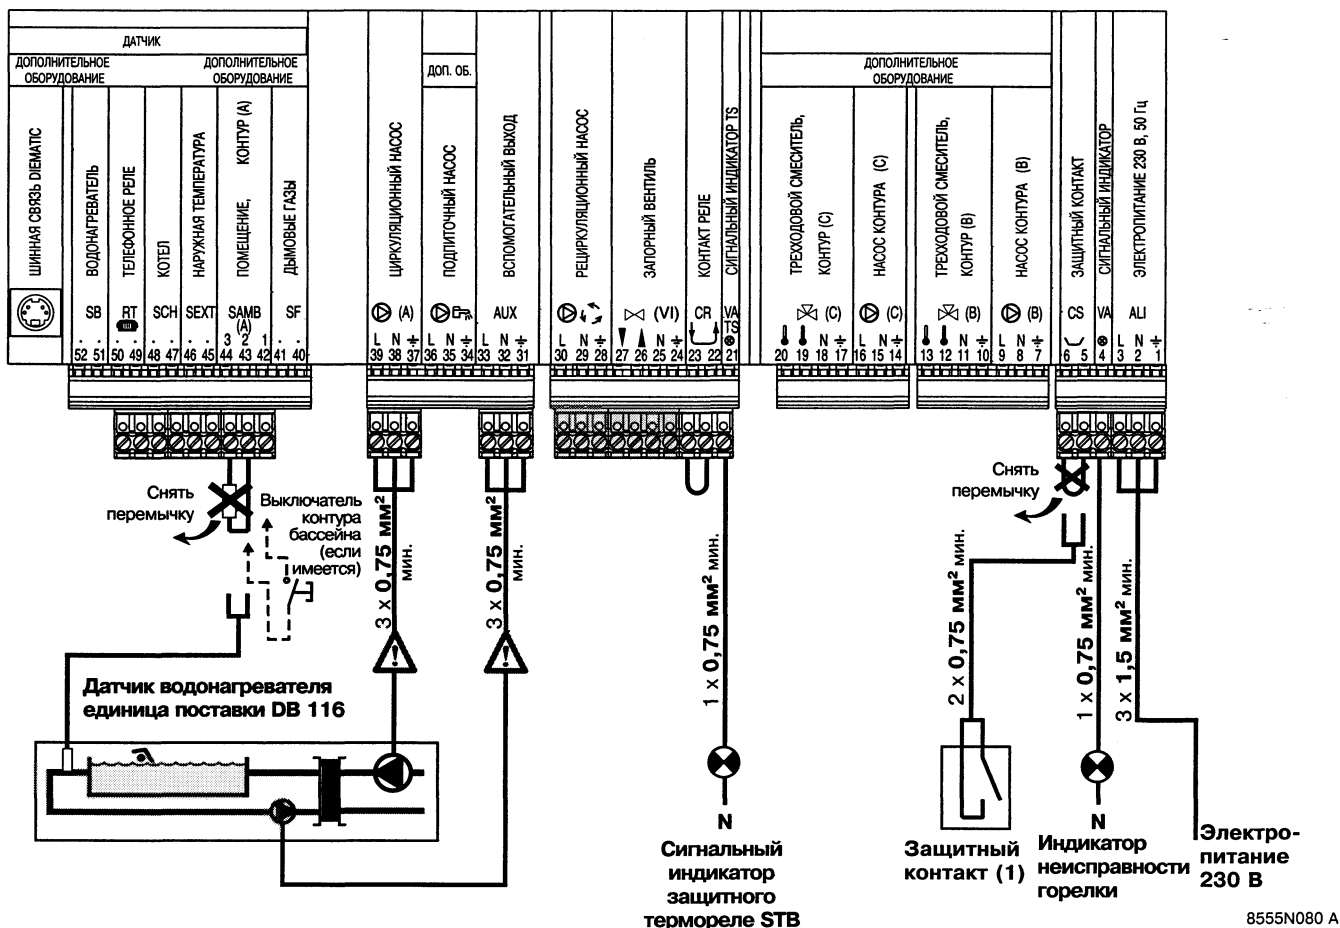 ДАТЧИК
ДОПОЛНИТЕЛЬНОЕ
ОБОРУДОВАНИЕ
ДОПОЛНИТЕЛЬНОЕ
ОБОРУДОВАНИЕ
ДОП. ОБ.
ДОПОЛНИТЕЛЬНОЕ
ОБОРУДОВАНИЕ
ШИННАЯ СВЯЗЬ DIEMATIC
ВОДОНАГРЕВАТЕЛЬ
ТЕЛЕФОННОЕ РЕЛЕ
КОТЕЛ
НАРУЖНАЯ ТЕМПЕРАТУРА
ПОМЕЩЕНИЕ, КОНТУР (A)
ДЫМОВЫЕ ГАЗЫ
ЦИРКУЛЯЦИОННЫЙ НАСОС
ПОДПИТОЧНЫЙ НАСОС
ВСПОМОГАТЕЛЬНЫЙ ВЫХОД
РЕЦИРКУЛЯЦИОННЫЙ НАСОС
ЗАПОРНЫЙ ВЕНТИЛЬ
КОНТАКТ РЕЛЕ
СИГНАЛЬНЫЙ ИНДИКАТОР TS
ТРЕХХОДОВОЙ СМЕСИТЕЛЬ,
КОНТУР (C)
НАСОС КОНТУРА (C)
ТРЕХХОДОВОЙ СМЕСИТЕЛЬ,
КОНТУР (B)
НАСОС КОНТУРА (B)
ЗАЩИТНЫЙ КОНТАКТ
СИГНАЛЬНЫЙ ИНДИКАТОР
ЭЛЕКТРОПИТАНИЕ 230 В, 50 Гц
SB RT SCH SEXT SAMB (A) SF (A) AUX (VI) CR VA TS (C) (C) (B) (B) CS VA ALI
3 2 1 L N L N L N L N N L N N L N N L N L N
52 51 50 49 48 47 46 45 44 43 42 41 40 39 38 37 36 35 34 33 32 31 30 29 28 27 26 25 24 23 22 21 20 19 18 17 16 15 14 13 12 11 10 9 8 7 6 5 4 3 2 1
Снять
перемычку
Выключатель
контура
бассейна
(если
имеется)
3 x 0,75 мм² мин.
3 x 0,75 мм² мин.
1 x 0,75 мм²
Снять
перемычку
2 x 0,75 мм² мин.
1 x 0,75 мм² мин.
3 x 1,5 мм² мин.
!
!
Датчик водонагревателя
единица поставки DB 116
N
Сигнальный
индикатор
защитного
термореле STB
Защитный
контакт (1)
N
Индикатор
неисправности
горелки
Электро-
питание
230 В
8555N080 A